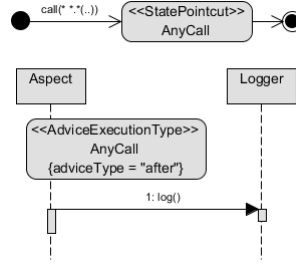 call(* *.*(..))
<<StatePointcut>>
AnyCall
Aspect
Logger
<<AdviceExecutionType>>
AnyCall
{adviceType = "after"}
1: log()